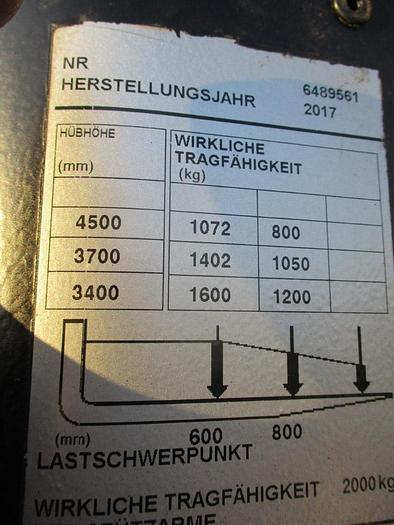 NR 6489561
HERSTELLUNGSJAHR 2017
HÜBHÖHE
(mm)
WIRKLICHE
TRAGFÄHIGKEIT
(kg)
4500 1072 800
3700 1402 1050
3400 1600 1200
(mm) 600 800
LASTSCHWERPUNKT
WIRKLICHE TRAGFÄHIGKEIT 2000kg